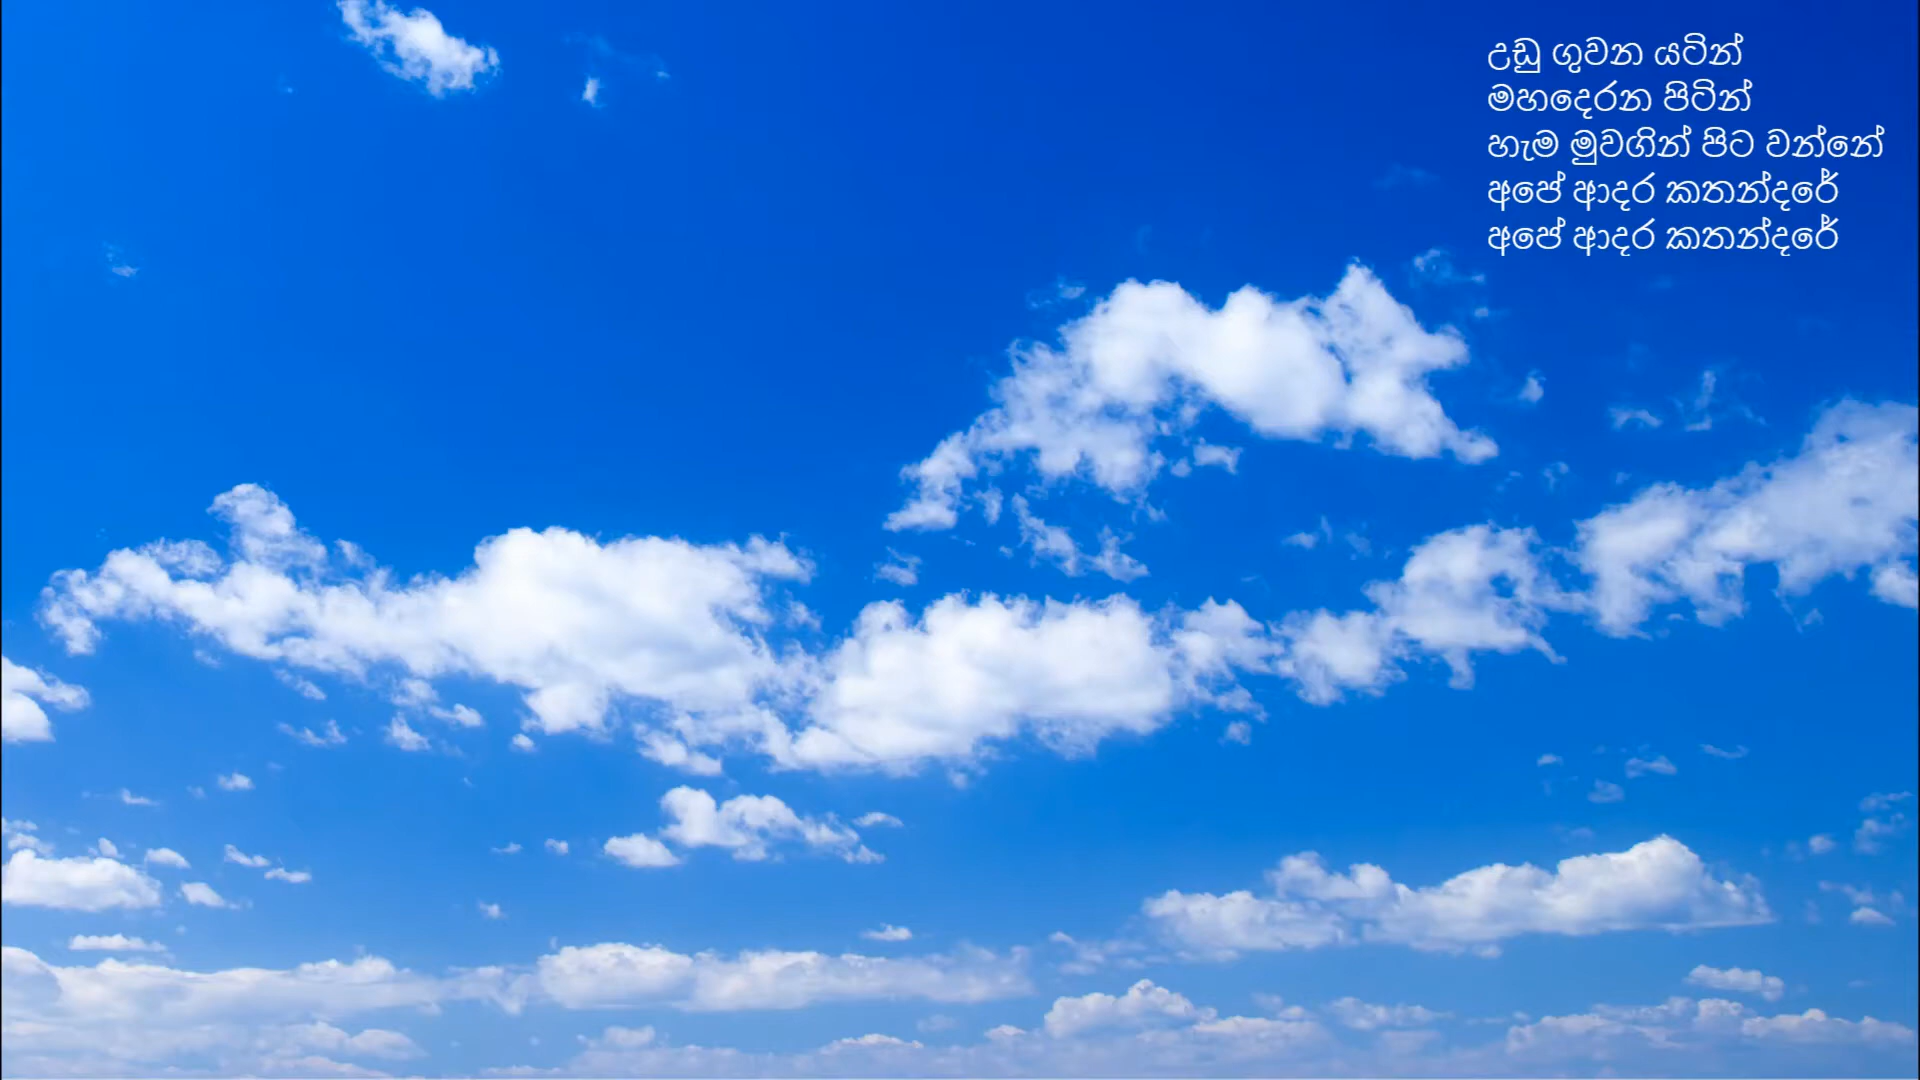 උඩු ගුවන යටින්
මහදෙරන පිටින්
හැම මුවගින් පිට වන්නේ
අපේ ආදර කතන්දරේ
අපේ ආදර කතන්දරේ